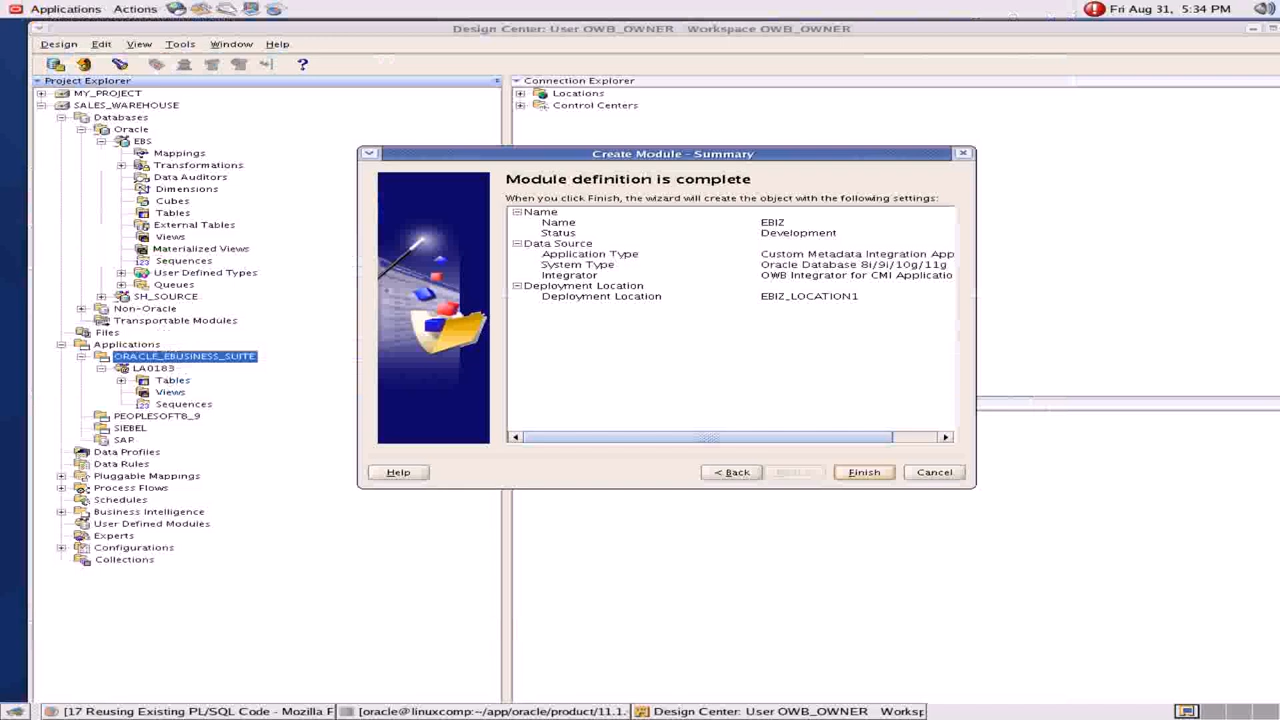 Applications Actions Fri Aug 31, 5:34 PM
Design Center: User OWB_OWNER Workspace OWB_OWNER
Design Edit View Tools Window Help
?
Project Explorer
MY_PROJECT
SALES_WAREHOUSE
Databases
Oracle
EBS
Mappings
Transformations
Data Auditors
Dimensions
Cubes
Tables
External Tables
Views
Materialized Views
Sequences
User Defined Types
Queues
SH_SOURCE
Non-Oracle
Transportable Modules
Files
Applications
ORACLE_EBUSINESS_SUITE
LA0183
Tables
Views
Sequences
PEOPLESOFT8_9
SIEBEL
SAP
Data Profiles
Data Rules
Pluggable Mappings
Process Flows
Schedules
Business Intelligence
User Defined Modules
Experts
Configurations
Collections
Connection Explorer
Locations
Control Centers
Create Module - Summary
Module definition is complete
When you click Finish, the wizard will create the object with the following settings:
Name
Name EBIZ
Status Development
Data Source
Application Type Custom Metadata Integration App
System Type Oracle Database 8i/9i/10g/11g
Integrator OWB Integrator for CMI Applicatio
Deployment Location
Deployment Location EBIZ_LOCATION1
Help < Back Finish Cancel
[17 Reusing Existing PL/SQL Code - Mozilla F [oracle@linuxcomp:~/app/oracle/product/11.1. Design Center: User OWB_OWNER Worksp